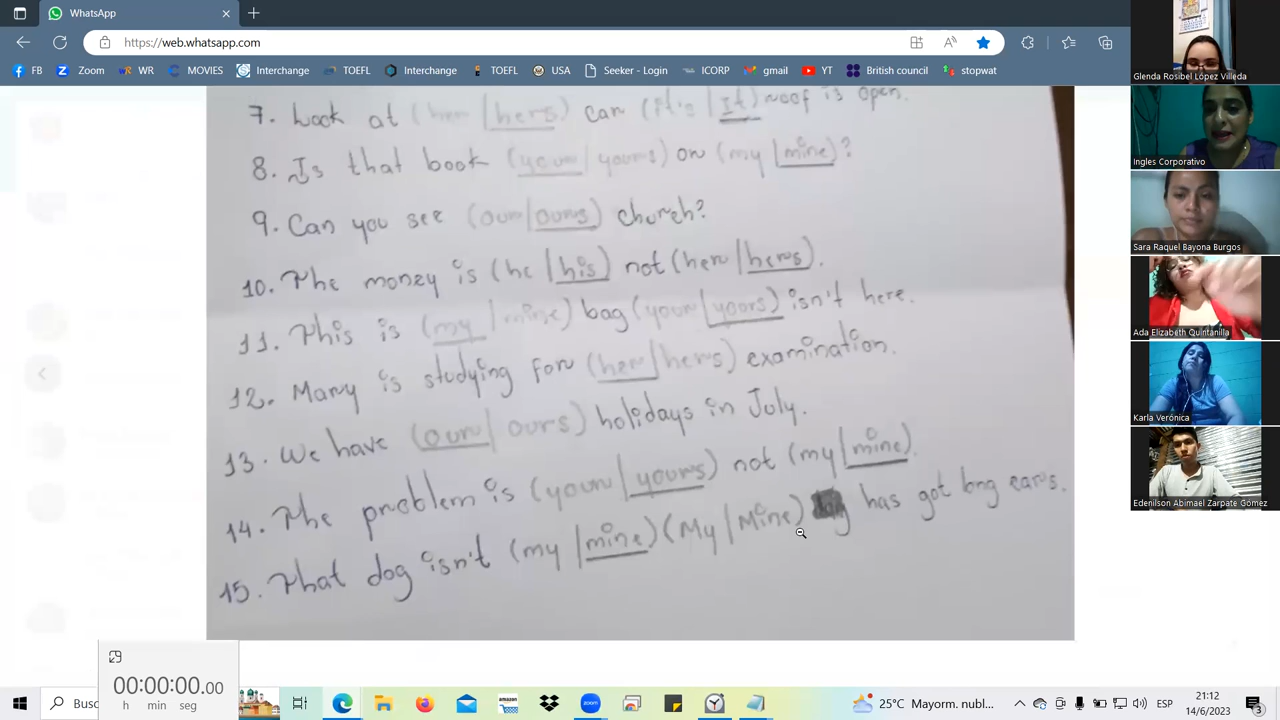 WhatsApp
https://web.whatsapp.com
FB Zoom WR MOVIES Interchange TOEFL Interchange TOEFL USA Seeker - Login ICORP gmail YT British council stopwat
7. Look at (her/hers) car (it's/It) roof is open.
8. Is that book (your/yours) or (my/mine)?
9. Can you see (our/ours) church?
10. The money is he/his) not (her/hers).
11. This is (my/mine) bag (your/yours) isn't here.
12. Mary is studying for (her/hers) examination.
13. We have (our/ours) holidays in July.
14. The problem is (your/yours) not (my/mine).
15. That dog isn't (my/mine) (My/Mine) has got big ears.
Glenda Rosibel López Villeda
Ingles Corporativo
Sara Raquel Bayona Burgos
Ada Elizabeth Quintanilla
Karla Verónica
Edenilson Abimael Zarpate Gómez
00:00:00.00
h min seg
Busc
25°C Mayorm. nubl...
ESP
21:12
14/6/2023
3